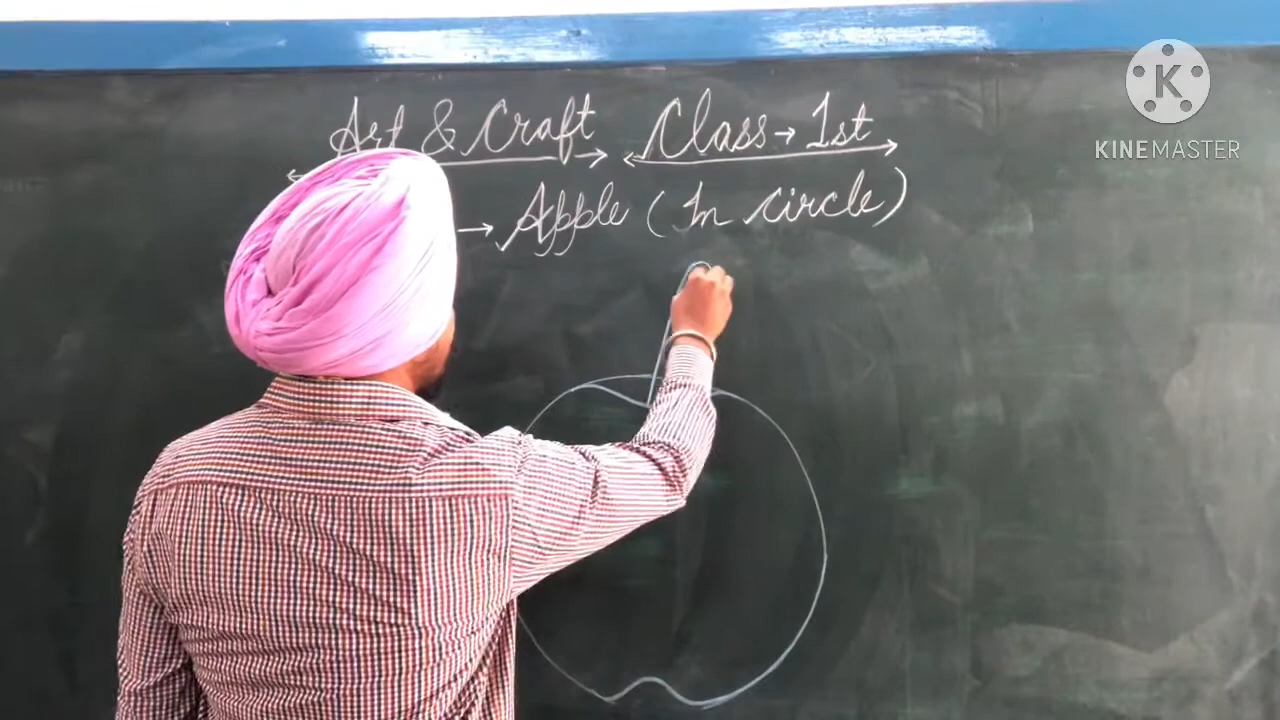 Art & Craft Class → 1st
→ Apple (In circle)
K
KINEMASTER